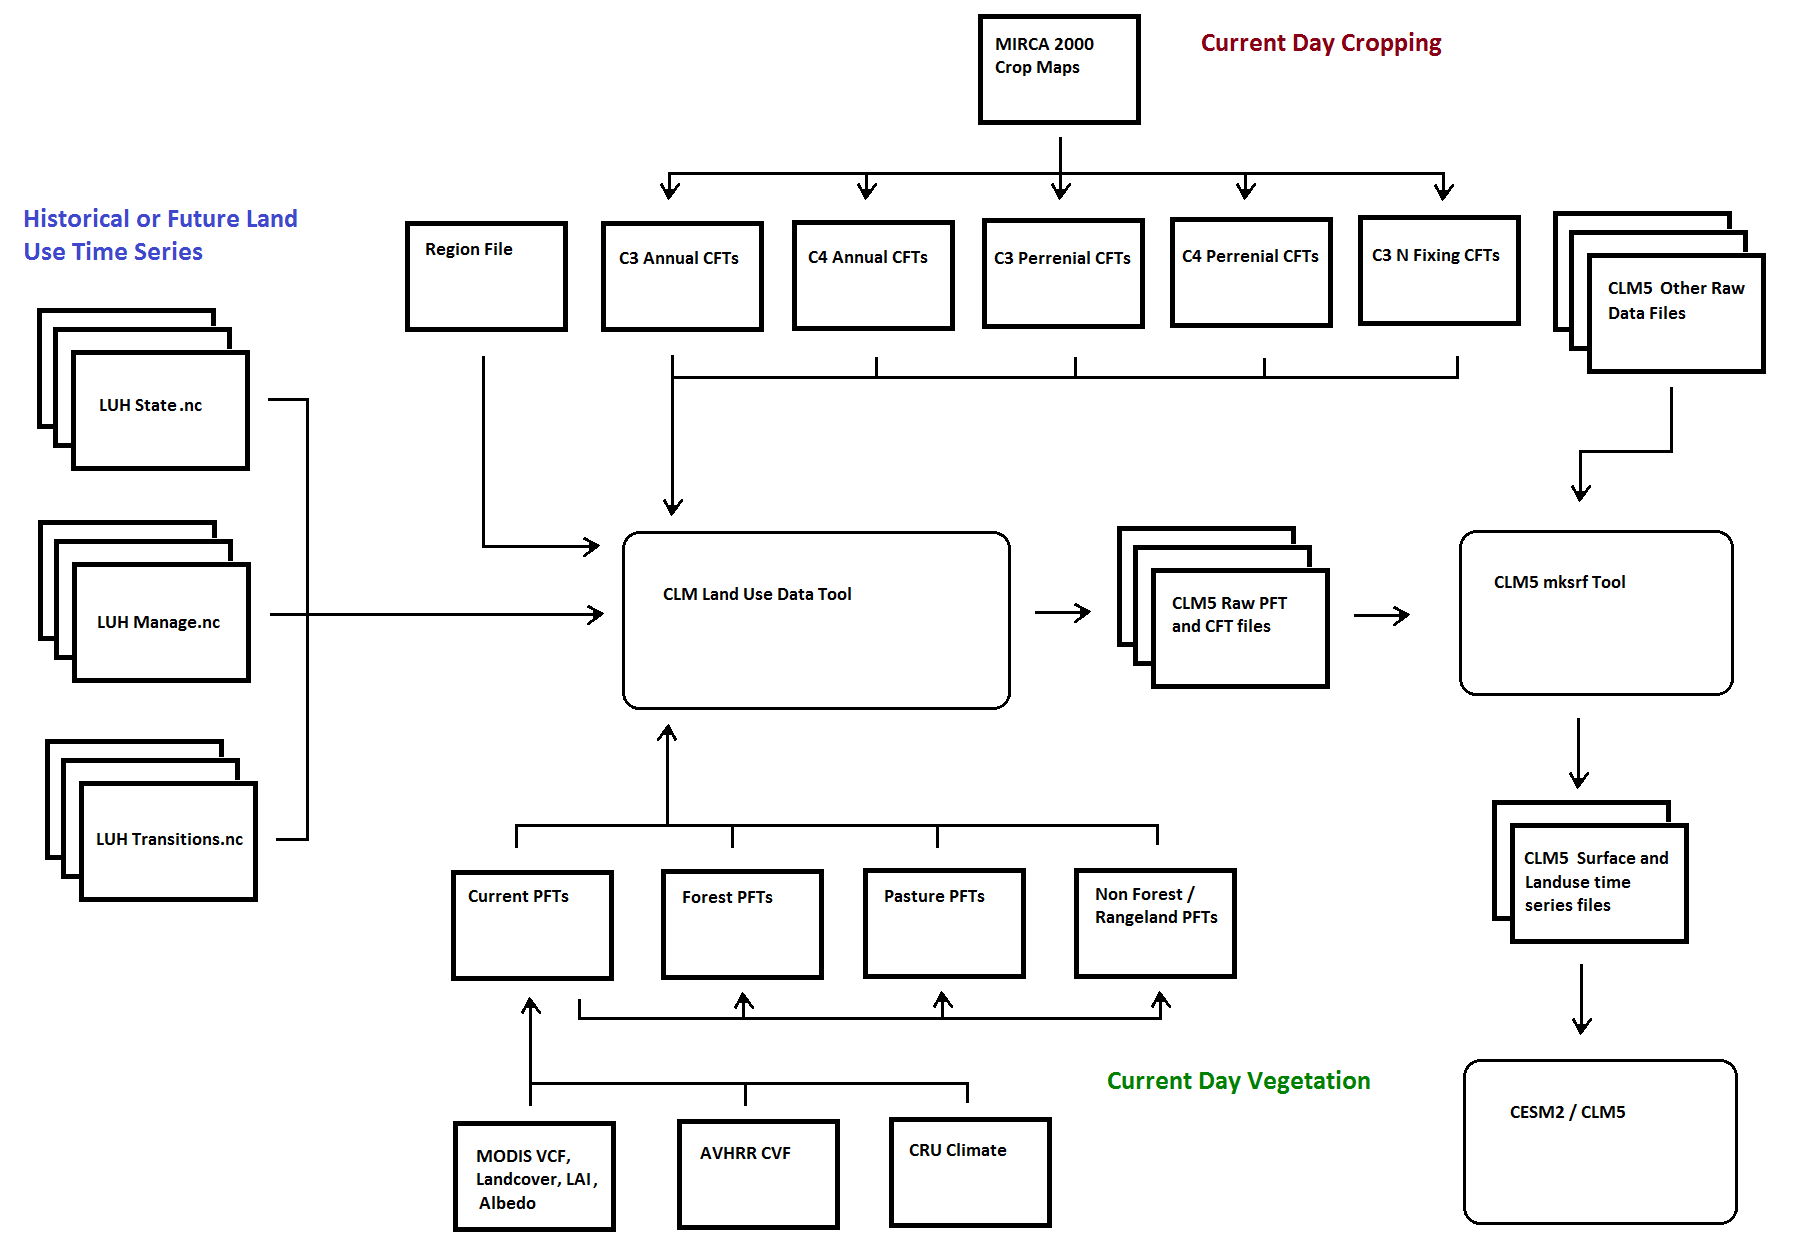 MIRCA 2000
Crop Maps
Current Day Cropping
Historical or Future Land
Use Time Series
Region File
C3 Annual CFTs
C4 Annual CFTs
C3 Perrenial CFTs
C4 Perrenial CFTs
C3 N Fixing CFTs
CLM5 Other Raw
Data Files
LUH State.nc
LUH Manage.nc
LUH Transitions.nc
CLM Land Use Data Tool
CLM5 Raw PFT
and CFT files
CLM5 mksrf Tool
Current PFTs
Forest PFTs
Pasture PFTs
Non Forest /
Rangeland PFTs
CLM5 Surface and
Landuse time
series files
Current Day Vegetation
MODIS VCF,
Landcover, LAI,
Albedo
AVHRR CVF
CRU Climate
CESM2 / CLM5